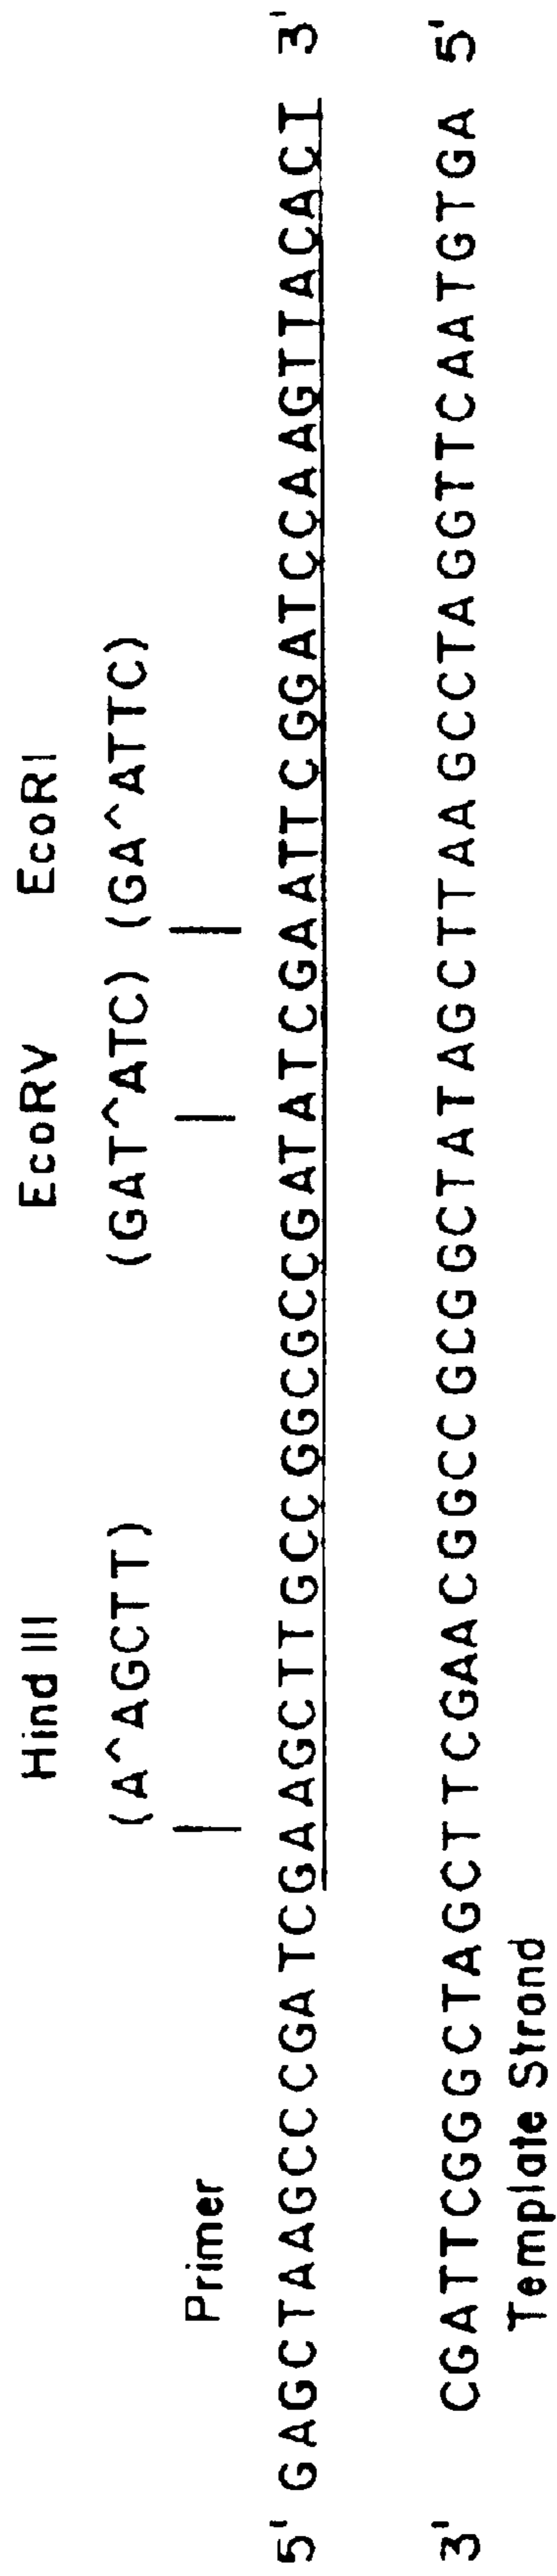 Hind III EcoRV EcoRI
(A^AGCTT) (GAT^ATC) (GA^ATTC)
Primer
5' GAGCTAAGCCCGATCGAAGCTTGCCGGCGCCGATATCGAATTCGGATCCAAGTTACACT 3'
3' CGATTCGGGCTAGCTTCGAACGGCCGCGGCTATAGCTTAAGCCTAGGTTCAATGTGA 5'
Template Strand